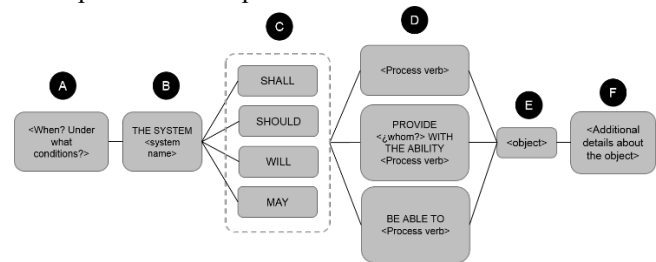 C
D
SHALL
<Process verb>
A
B
E
F
SHOULD
<When? Under
what
conditions?>
THE SYSTEM
<system
name>
PROVIDE
<¿whom?> WITH
THE ABILITY
<Process verb>
<object>
<Additional
details about
the object>
WILL
MAY
BE ABLE TO
<Process verb>